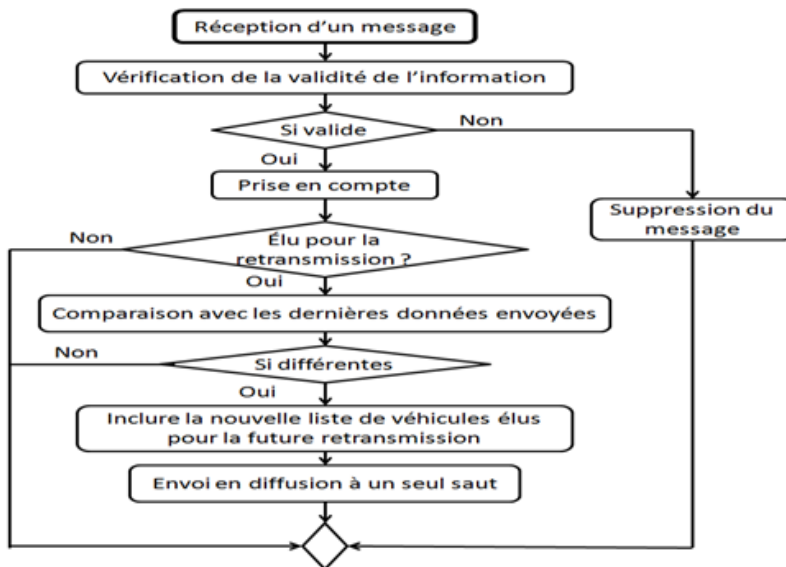 Réception d'un message
Vérification de la validité de l'information
Si valide
Non
Oui
Prise en compte
Suppression du
message
Non
Élu pour la
retransmission ?
Oui
Comparaison avec les dernières données envoyées
Non
Si différentes
Oui
Inclure la nouvelle liste de véhicules élus
pour la future retransmission
Envoi en diffusion à un seul saut